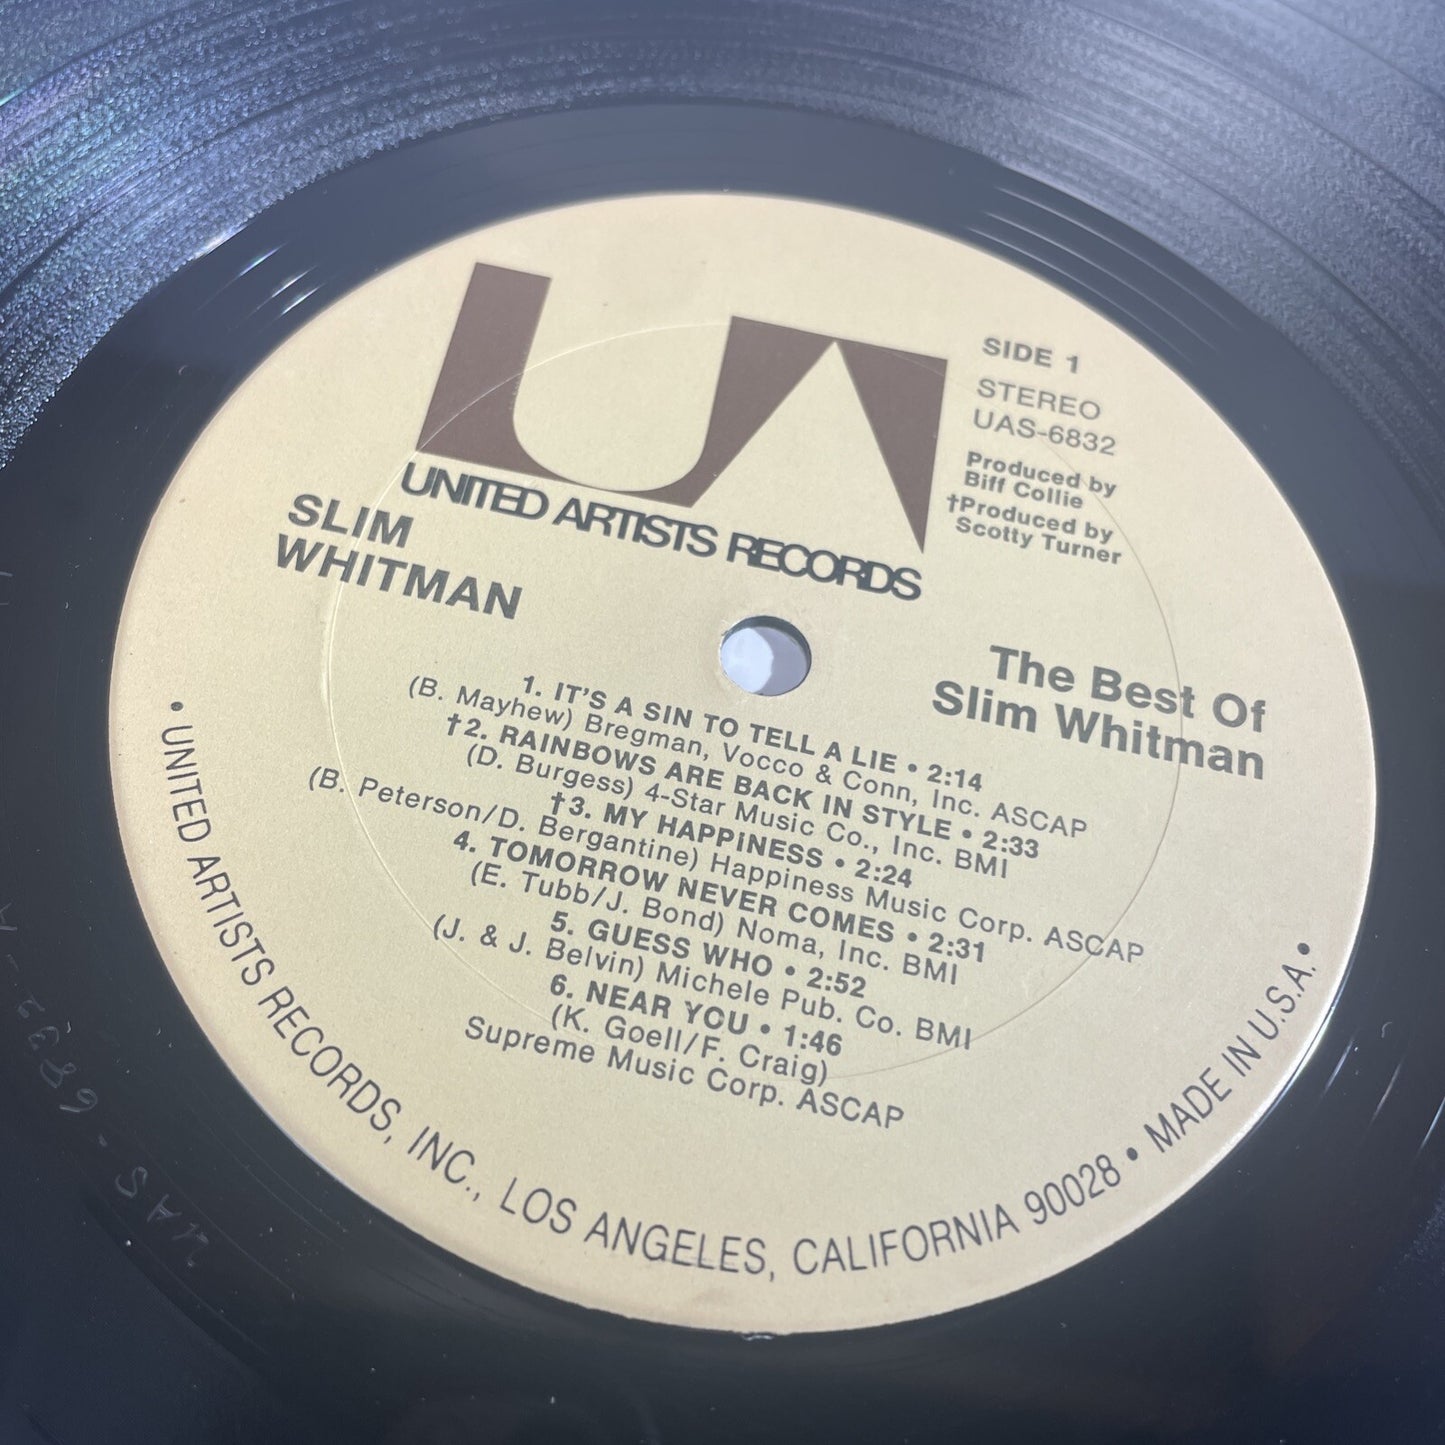 UA
UNITED ARTISTS RECORDS
SIDE 1
STEREO
UAS-6832
Produced by
Biff Collie
†Produced by
Scotty Turner
SLIM
WHITMAN
The Best Of
Slim Whitman
1. IT'S A SIN TO TELL A LIE • 2:14
(B. Mayhew) Bregman, Vocco & Conn, Inc. ASCAP
†2. RAINBOWS ARE BACK IN STYLE • 2:33
(D. Burgess) 4-Star Music Co., Inc. BMI
†3. MY HAPPINESS • 2:24
(B. Peterson/D. Bergantine) Happiness Music Corp. ASCAP
4. TOMORROW NEVER COMES • 2:31
(E. Tubb/J. Bond) Noma, Inc. BMI
5. GUESS WHO • 2:52
(J. & J. Belvin) Michele Pub. Co. BMI
6. NEAR YOU • 1:46
(K. Goell/F. Craig)
Supreme Music Corp. ASCAP
• UNITED ARTISTS RECORDS, INC., LOS ANGELES, CALIFORNIA 90028 • MADE IN U.S.A. •
UAS-6832-A